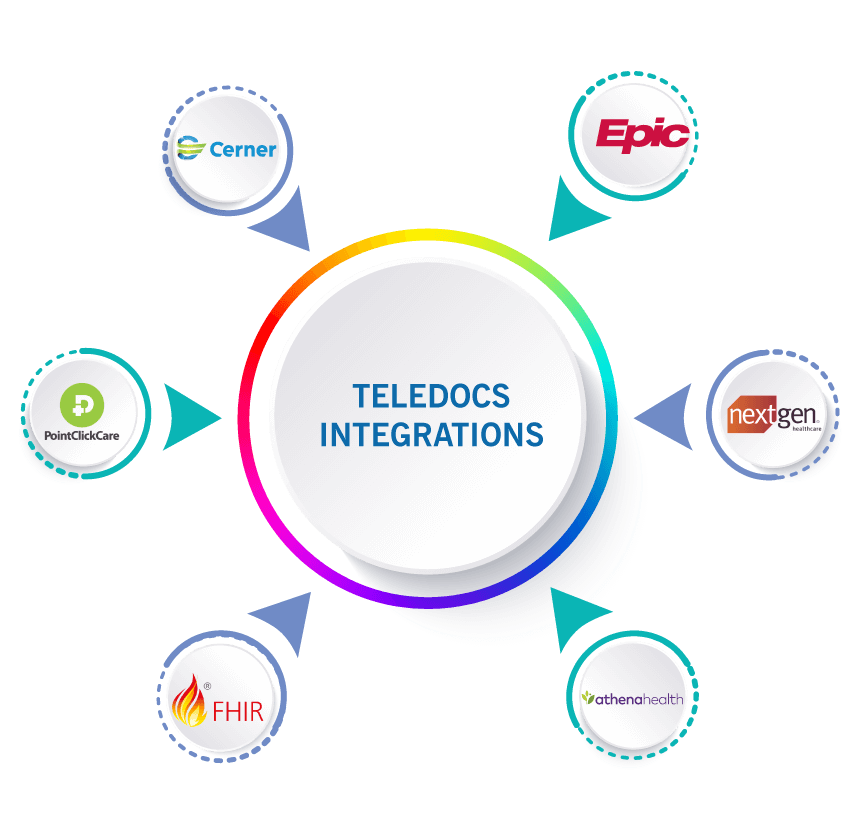 Cerner
Epic
PointClickCare
TELEDOCS
INTEGRATIONS
nextgen®
healthcare
® FHIR
athenahealth